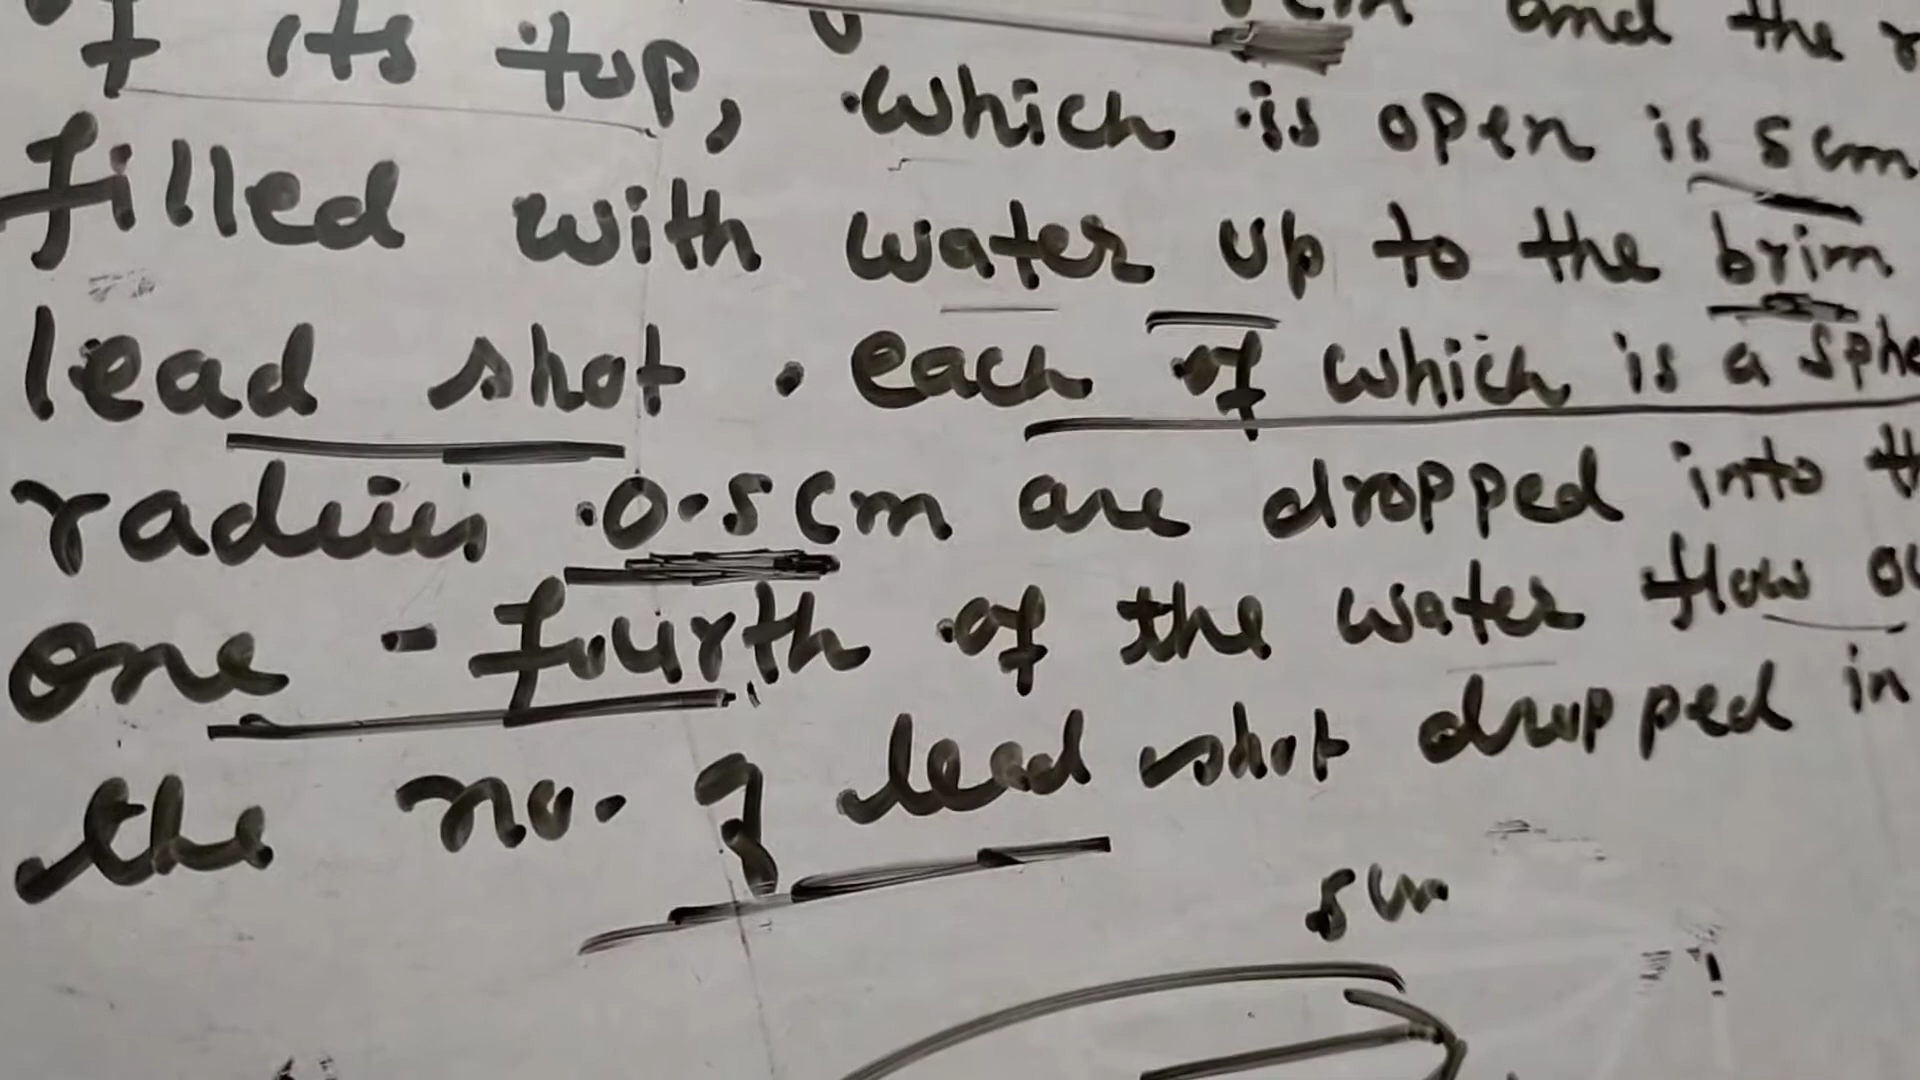 and the
f its top, which is open is 5cm
filled with water up to the brim
lead shot . each of which is a sphe
radius 0.5cm are dropped into th
one - fourth of the water flow ou
the no. of lead shot dropped in
5cm